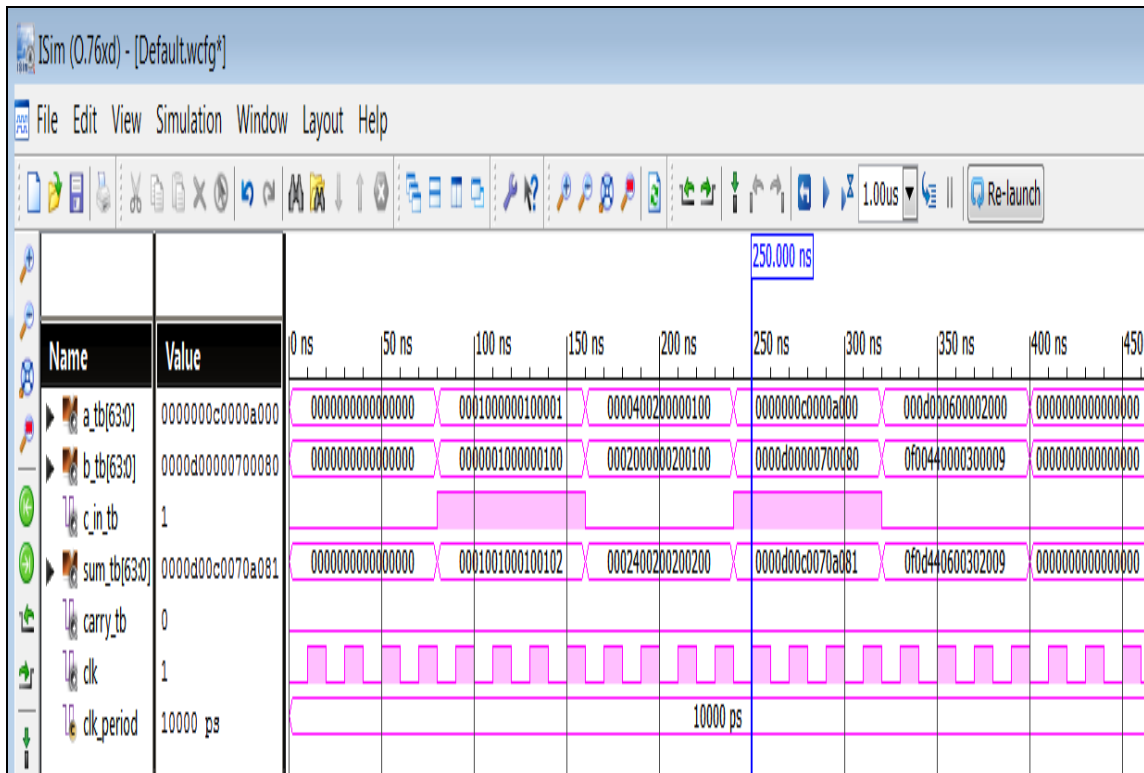 ISim (O.76xd) - [Default.wcfg*]
File Edit View Simulation Window Layout Help
1.00us Re-launch
250.000 ns
Name Value 0 ns 50 ns 100 ns 150 ns 200 ns 250 ns 300 ns 350 ns 400 ns 450
a_tb[63:0] 0000000c0000a000 0000000000000000 0001000000100001 0000400200000100 0000000c0000a000 000d000600002000 0000000000000000
b_tb[63:0] 0000d00000700080 0000000000000000 0000001000000100 0002000000200100 0000d00000700080 0f00440000300009 0000000000000000
c_in_tb 1
sum_tb[63:0] 0000d00c0070a081 0000000000000000 0001001000100102 0002400200200200 0000d00c0070a081 0f0d440600302009 0000000000000000
carry_tb 0
clk 1
clk_period 10000 ps 10000 ps